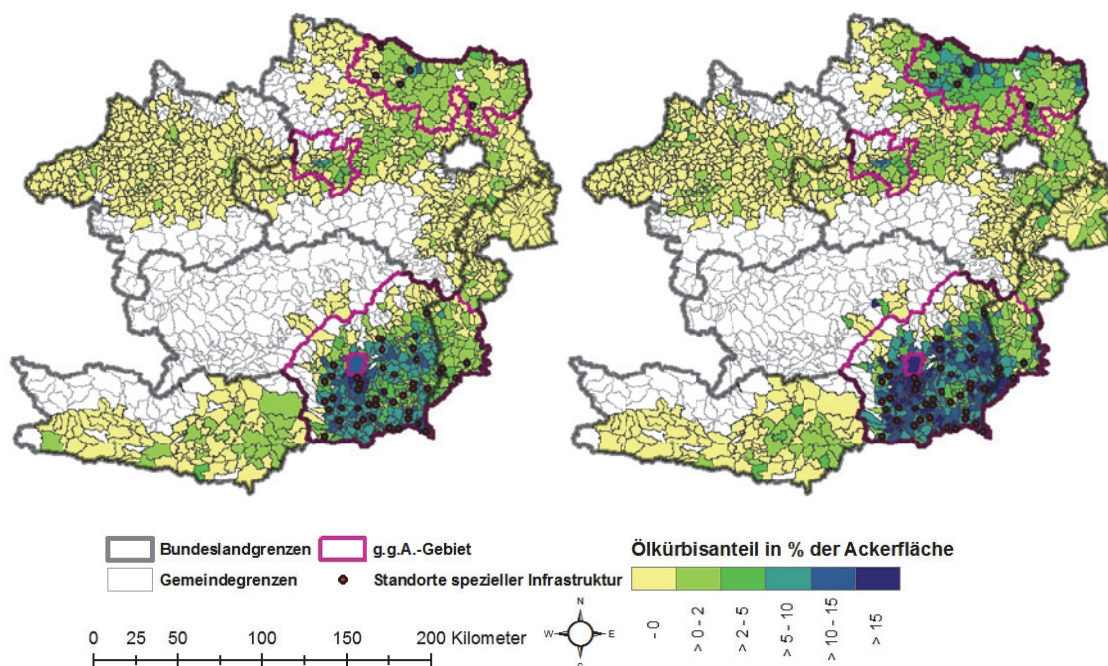 Bundeslandgrenzen g.g.A.-Gebiet
Gemeindegrenzen Standorte spezieller Infrastruktur
Ölkürbisanteil in % der Ackerfläche
- 0
> 0 - 2
> 2 - 5
> 5 - 10
> 10 - 15
> 15
N
W E
S
0 25 50 100 150 200 Kilometer